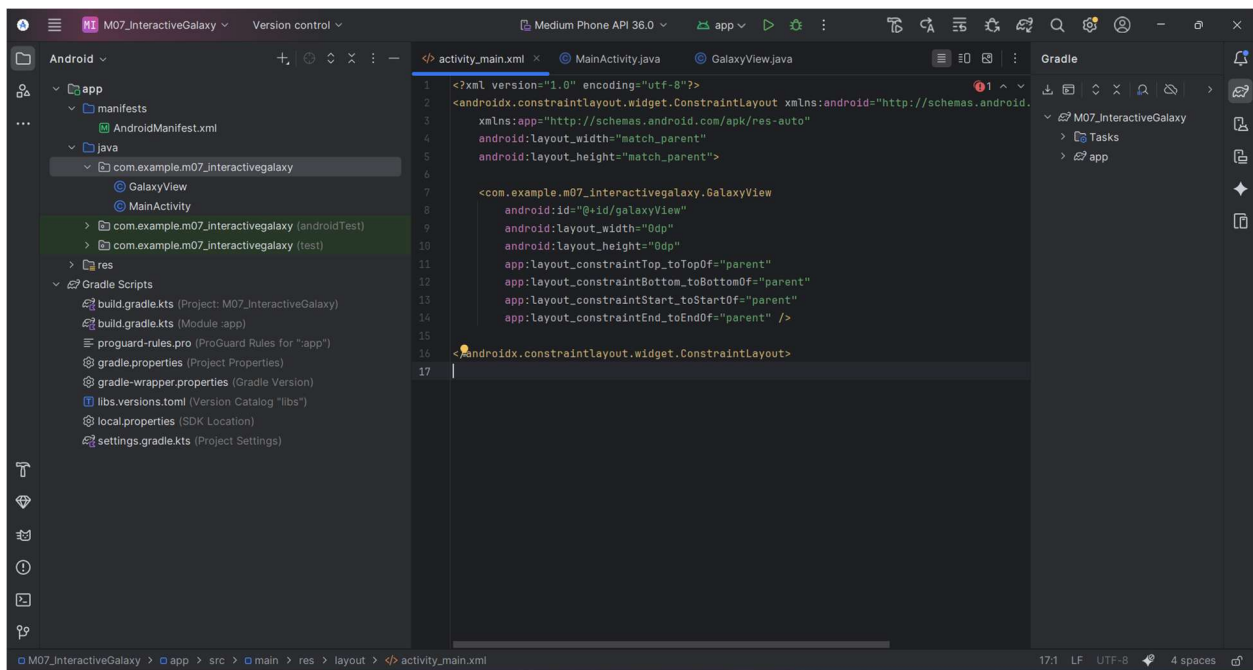 MI M07_InteractiveGalaxy Version control Medium Phone API 36.0 app
Android
app
manifests
AndroidManifest.xml
java
com.example.m07_interactivegalaxy
GalaxyView
MainActivity
com.example.m07_interactivegalaxy (androidTest)
com.example.m07_interactivegalaxy (test)
res
Gradle Scripts
build.gradle.kts (Project: M07_InteractiveGalaxy)
build.gradle.kts (Module :app)
proguard-rules.pro (ProGuard Rules for ":app")
gradle.properties (Project Properties)
gradle-wrapper.properties (Gradle Version)
libs.versions.toml (Version Catalog "libs")
local.properties (SDK Location)
settings.gradle.kts (Project Settings)
activity_main.xml MainActivity.java GalaxyView.java
1 <?xml version="1.0" encoding="utf-8"?> 1
2 <androidx.constraintlayout.widget.ConstraintLayout xmlns:android="http://schemas.android.
3 xmlns:app="http://schemas.android.com/apk/res-auto"
4 android:layout_width="match_parent"
5 android:layout_height="match_parent">
6
7 <com.example.m07_interactivegalaxy.GalaxyView
8 android:id="@+id/galaxyView"
9 android:layout_width="0dp"
10 android:layout_height="0dp"
11 app:layout_constraintTop_toTopOf="parent"
12 app:layout_constraintBottom_toBottomOf="parent"
13 app:layout_constraintStart_toStartOf="parent"
14 app:layout_constraintEnd_toEndOf="parent" />
15
16 </androidx.constraintlayout.widget.ConstraintLayout>
17
Gradle
M07_InteractiveGalaxy
Tasks
app
M07_InteractiveGalaxy > app > src > main > res > layout > activity_main.xml 17:1 LF UTF-8 4 spaces